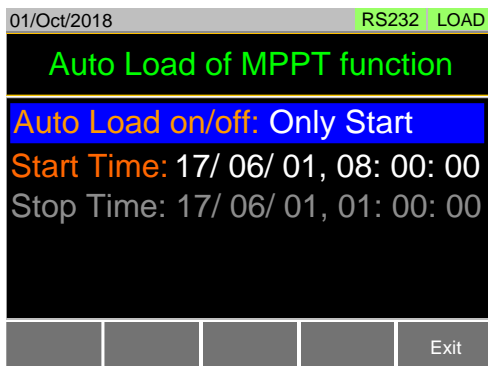 01/Oct/2018 RS232 LOAD
Auto Load of MPPT function
Auto Load on/off: Only Start
Start Time: 17/ 06/ 01, 08: 00: 00
Stop Time: 17/ 06/ 01, 01: 00: 00
Exit